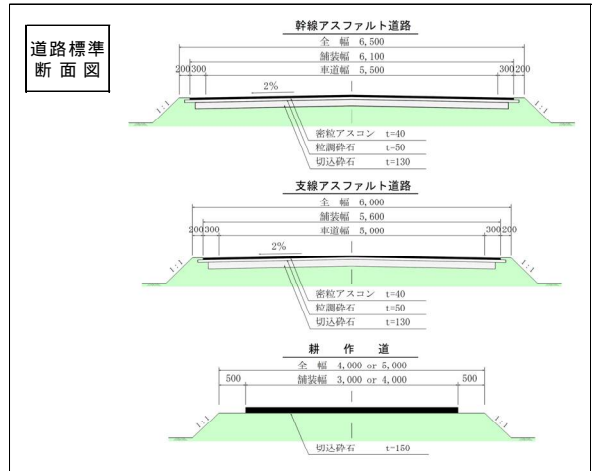 道路標準
断面図
幹線アスファルト道路
全 幅 6,500
舗装幅 6,100
200 300 車道幅 5,500 300 200
2%
1:1 1:1
密粒アスコン t=40
粒調砕石 t=50
切込砕石 t=130
支線アスファルト道路
全 幅 6,000
舗装幅 5,600
200 300 車道幅 5,000 300 200
2%
1:1 1:1
密粒アスコン t=40
粒調砕石 t=50
切込砕石 t=130
耕 作 道
全 幅 4,000 or 5,000
500 舗装幅 3,000 or 4,000 500
1:1 1:1
切込砕石 t=150